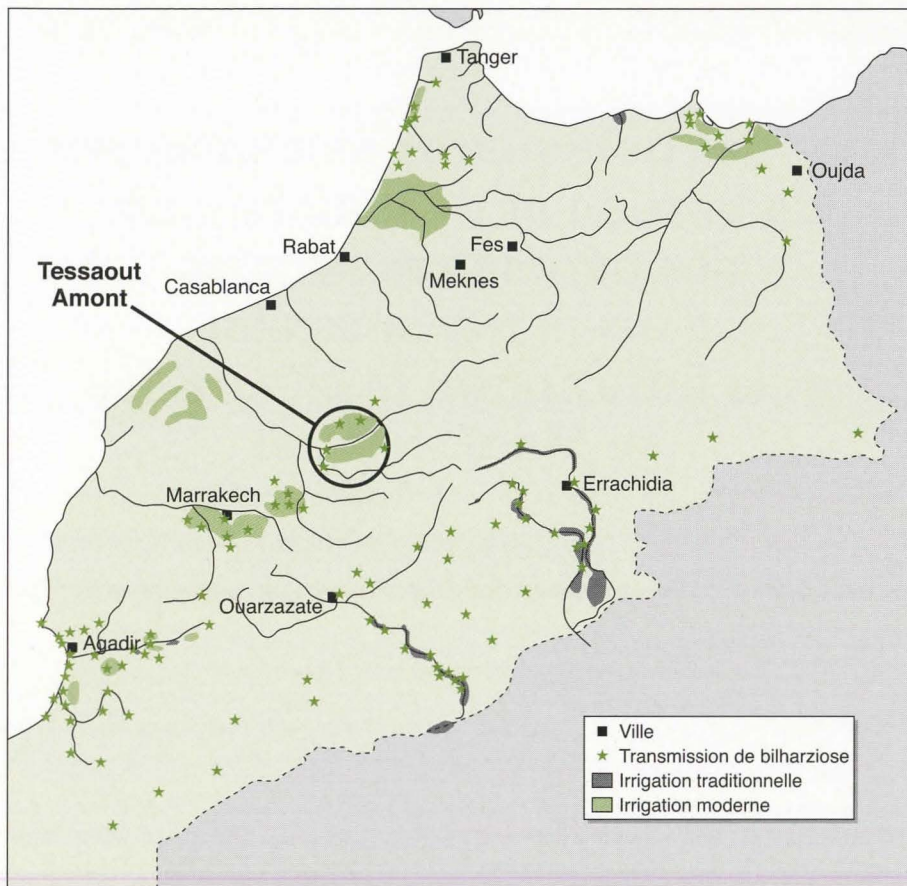 Tanger
Oujda
Fes
Rabat
Meknes
Tessaout
Amont
Casablanca
Errachidia
Marrakech
Ouarzazate
Agadir
Ville
Transmission de bilharziose
Irrigation traditionnelle
Irrigation moderne